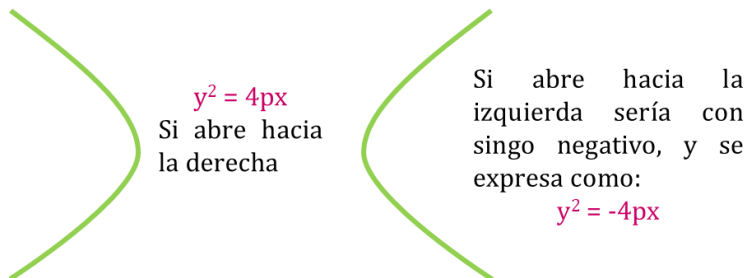 y² = 4px
Si abre hacia
la derecha
Si abre hacia la
izquierda sería con
singo negativo, y se
expresa como:
y² = -4px